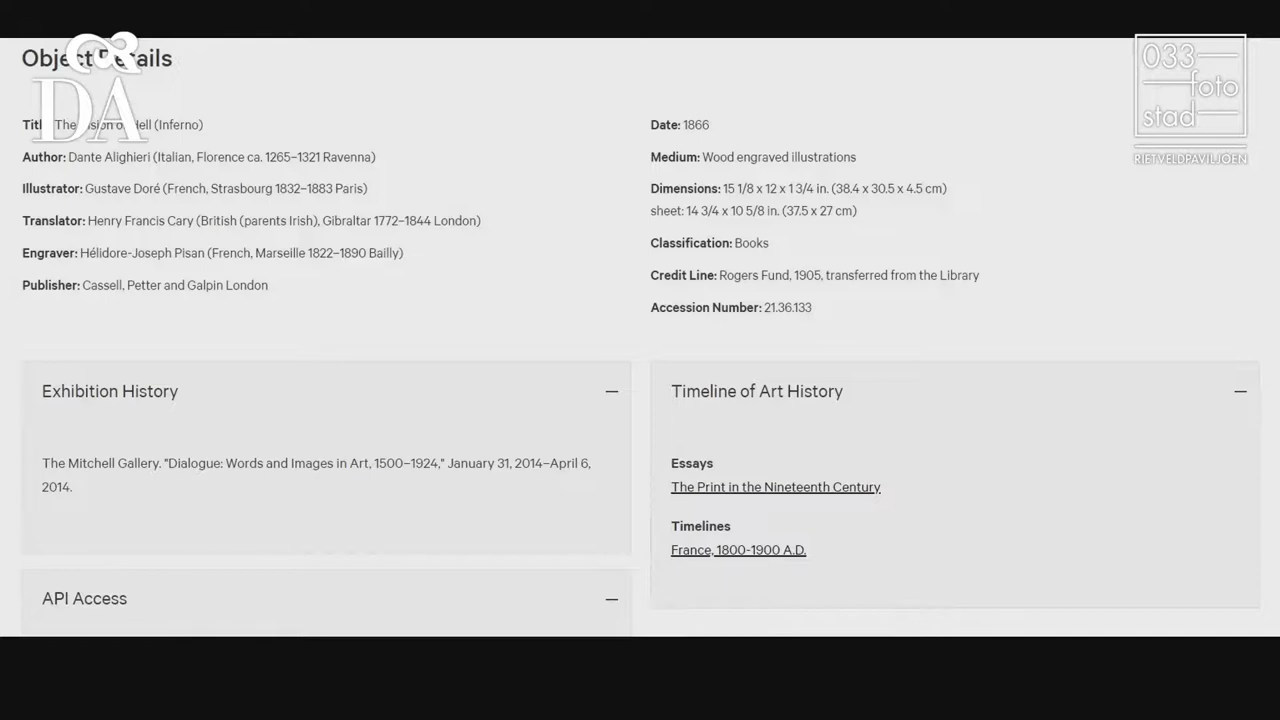 Object Details
Title: The Vision of Hell (Inferno)
Author: Dante Alighieri (Italian, Florence ca. 1265–1321 Ravenna)
Illustrator: Gustave Doré (French, Strasbourg 1832–1883 Paris)
Translator: Henry Francis Cary (British (parents Irish), Gibraltar 1772–1844 London)
Engraver: Hélidore-Joseph Pisan (French, Marseille 1822–1890 Bailly)
Publisher: Cassell, Petter and Galpin London
Date: 1866
Medium: Wood engraved illustrations
Dimensions: 15 1/8 x 12 x 1 3/4 in. (38.4 x 30.5 x 4.5 cm)
sheet: 14 3/4 x 10 5/8 in. (37.5 x 27 cm)
Classification: Books
Credit Line: Rogers Fund, 1905, transferred from the Library
Accession Number: 21.36.133
Exhibition History
The Mitchell Gallery. "Dialogue: Words and Images in Art, 1500–1924," January 31, 2014–April 6,
2014.
API Access
Timeline of Art History
Essays
The Print in the Nineteenth Century
Timelines
France, 1800-1900 A.D.
DA
033
foto
stad
RIETVELDPAVILJOEN